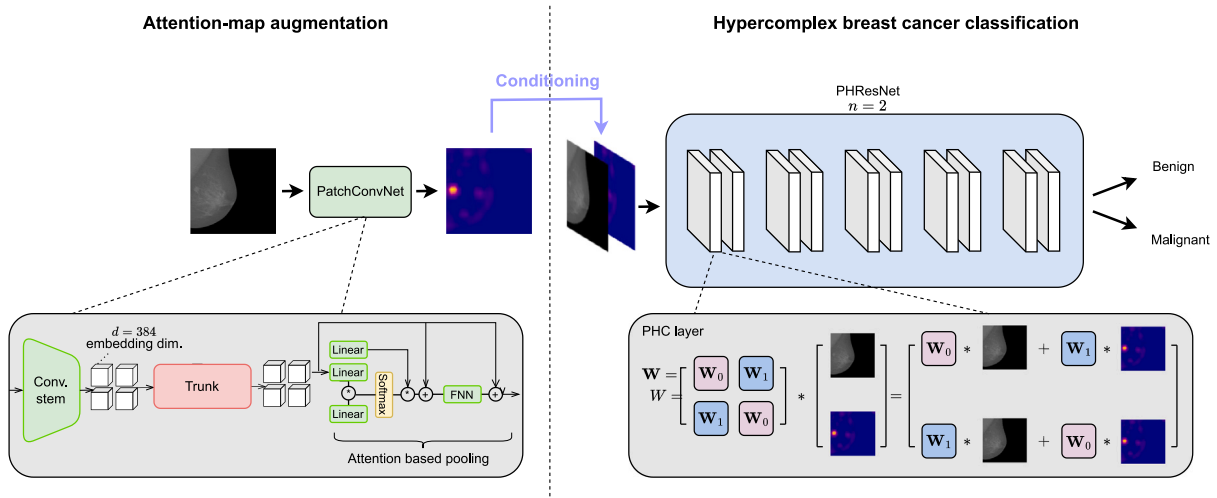 Attention-map augmentation
Hypercomplex breast cancer classification
Conditioning
PHResNet
n = 2
PatchConvNet
Benign
Malignant
d = 384
embedding dim.
Conv.
stem
Trunk
Linear
Linear
Linear
*
Softmax
*
+
FNN
+
Attention based pooling
PHC layer
W =
W =
W₀ W₁
W₁ W₀
*
=
W₀ * + W₁ *
W₁ * + W₀ *